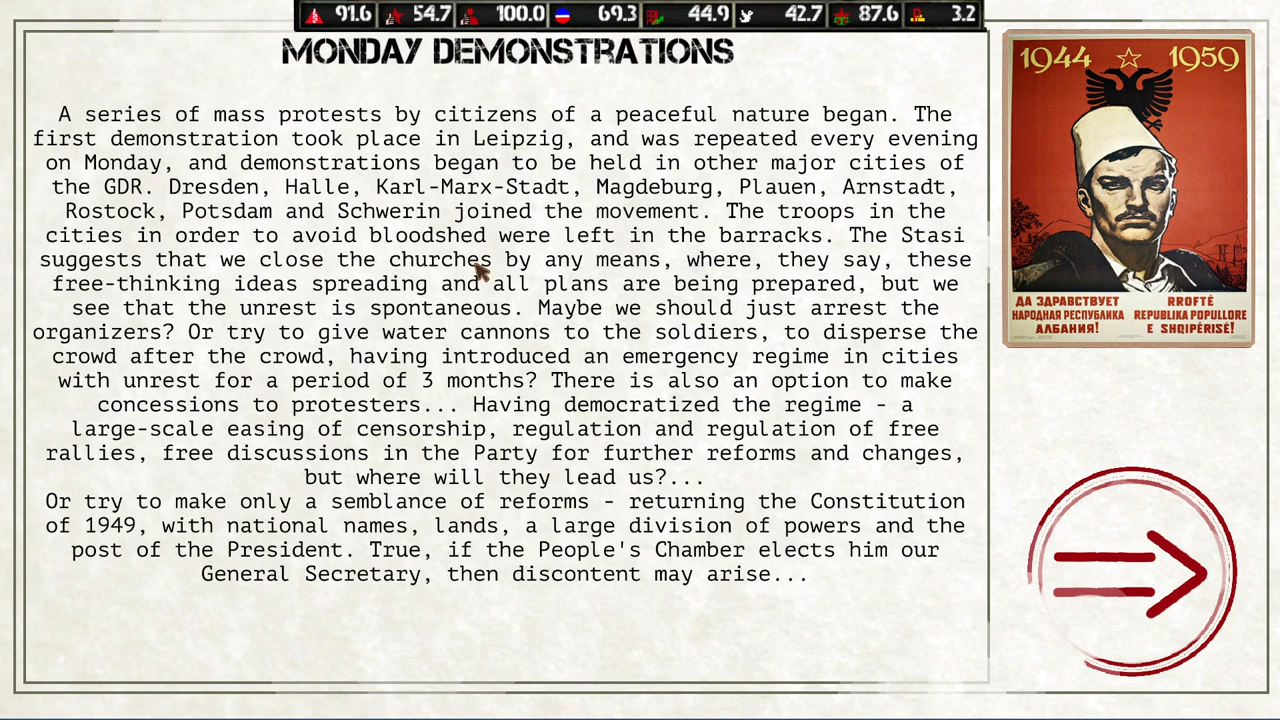 91.6 54.7 100.0 69.3 44.9 42.7 87.6 3.2
MONDAY DEMONSTRATIONS
A series of mass protests by citizens of a peaceful nature began. The
first demonstration took place in Leipzig, and was repeated every evening
on Monday, and demonstrations began to be held in other major cities of
the GDR. Dresden, Halle, Karl-Marx-Stadt, Magdeburg, Plauen, Arnstadt,
Rostock, Potsdam and Schwerin joined the movement. The troops in the
cities in order to avoid bloodshed were left in the barracks. The Stasi
suggests that we close the churches by any means, where, they say, these
free-thinking ideas spreading and all plans are being prepared, but we
see that the unrest is spontaneous. Maybe we should just arrest the
organizers? Or try to give water cannons to the soldiers, to disperse the
crowd after the crowd, having introduced an emergency regime in cities
with unrest for a period of 3 months? There is also an option to make
concessions to protesters... Having democratized the regime - a
large-scale easing of censorship, regulation and regulation of free
rallies, free discussions in the Party for further reforms and changes,
but where will they lead us?...
Or try to make only a semblance of reforms - returning the Constitution
of 1949, with national names, lands, a large division of powers and the
post of the President. True, if the People's Chamber elects him our
General Secretary, then discontent may arise...
1944 1959
ДА ЗДРАВСТВУЕТ
НАРОДНАЯ РЕСПУБЛИКА
АЛБАНИЯ!
RROFTË
REPUBLIKA POPULLORE
E SHQIPËRISË!